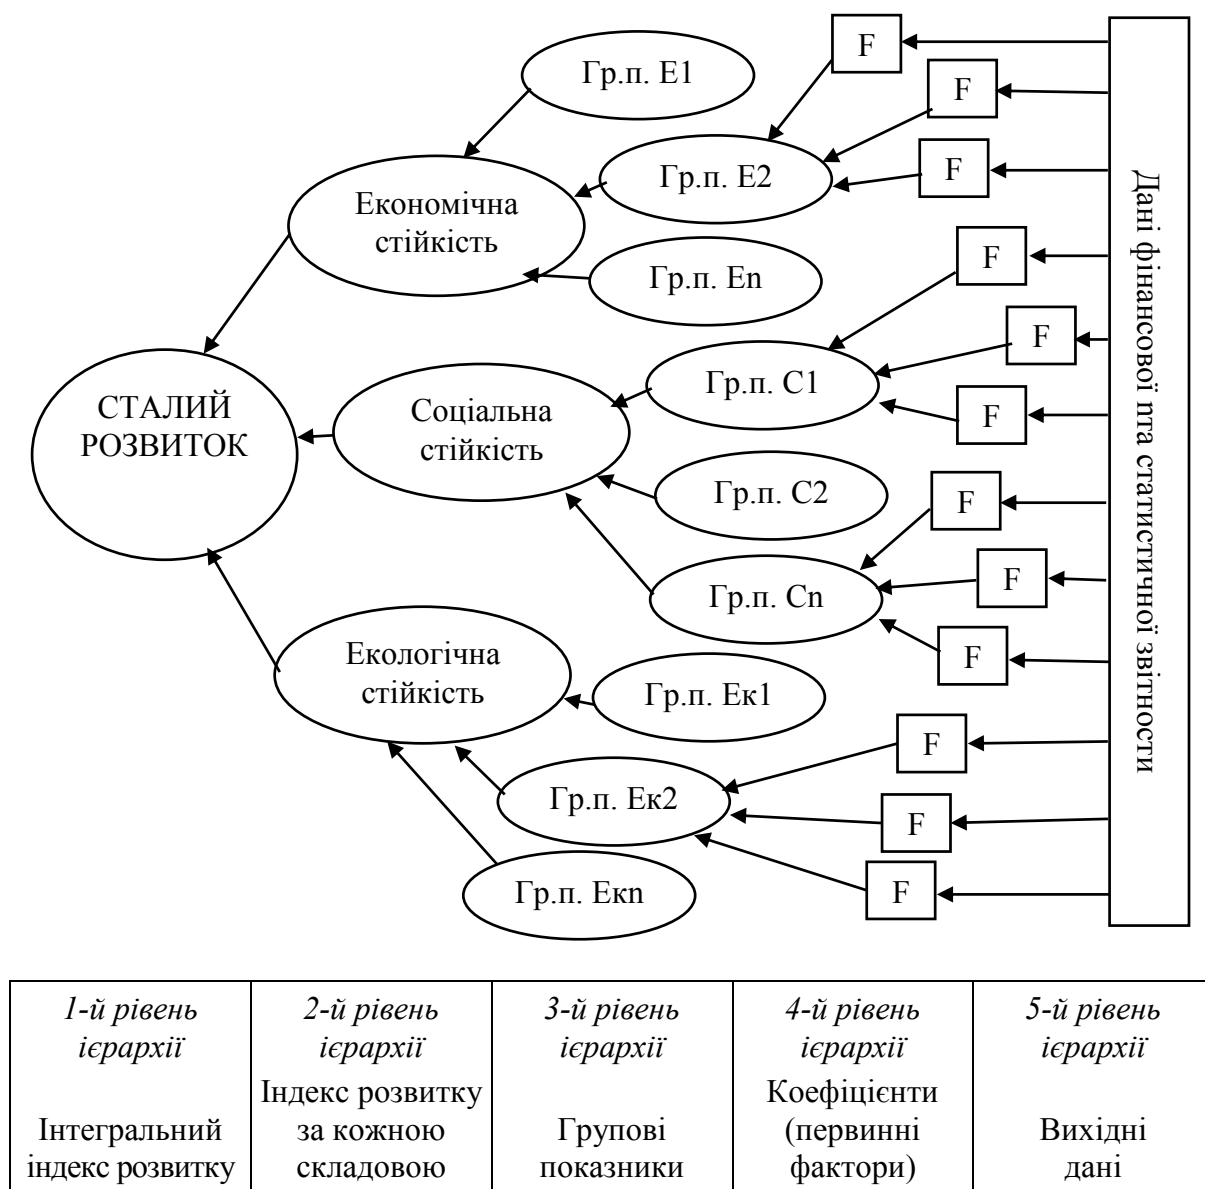 F
Гр.п. Е1
F
F
Гр.п. Е2
Економічна
стійкість
F
Гр.п. Еn
F
Гр.п. С1
F
СТАЛИЙ
РОЗВИТОК
Соціальна
стійкість
Гр.п. С2
F
F
Гр.п. Сn
F
Екологічна
стійкість
Гр.п. Ек1
F
Гр.п. Ек2
F
F
Гр.п. Екn
Дані фінансової nта статистичної звітности
1-й рівень
ієрархії
Інтегральний
індекс розвитку
2-й рівень
ієрархії
Індекс розвитку
за кожною
складовою
3-й рівень
ієрархії
Групові
показники
4-й рівень
ієрархії
Коефіцієнти
(первинні
фактори)
5-й рівень
ієрархії
Вихідні
дані